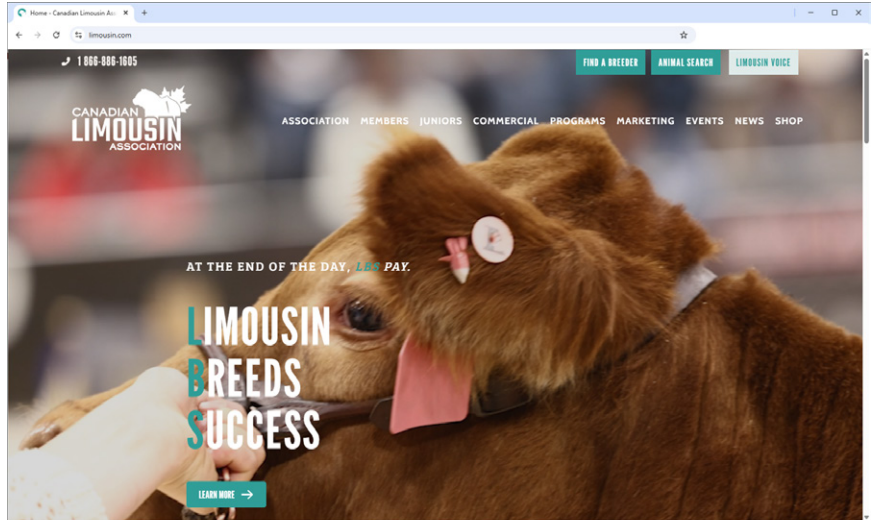 Home - Canadian Limousin Ass
limousin.com
1 866-886-1605
FIND A BREEDER
ANIMAL SEARCH
LIMOUSIN VOICE
CANADIAN
LIMOUSIN
ASSOCIATION
ASSOCIATION MEMBERS JUNIORS COMMERCIAL PROGRAMS MARKETING EVENTS NEWS SHOP
AT THE END OF THE DAY, LBS PAY.
LIMOUSIN
BREEDS
SUCCESS
LEARN MORE →